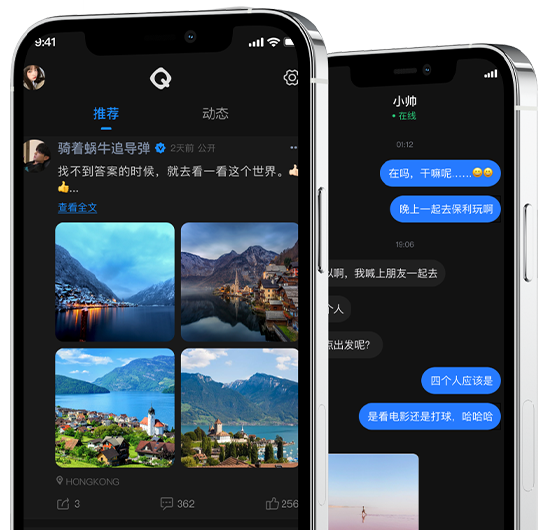 9:41
推荐
动态
骑着蜗牛追导弹
2天前 公开
找不到答案的时候，就去看一看这个世界。
...
查看全文
HONGKONG
3
362
256
小帅
在线
01:12
在吗，干嘛呢......
晚上一起去保利玩啊
19:06
以啊，我喊上朋友一起去
个人
点出发呢?
四个人应该是
是看电影还是打球，哈哈哈